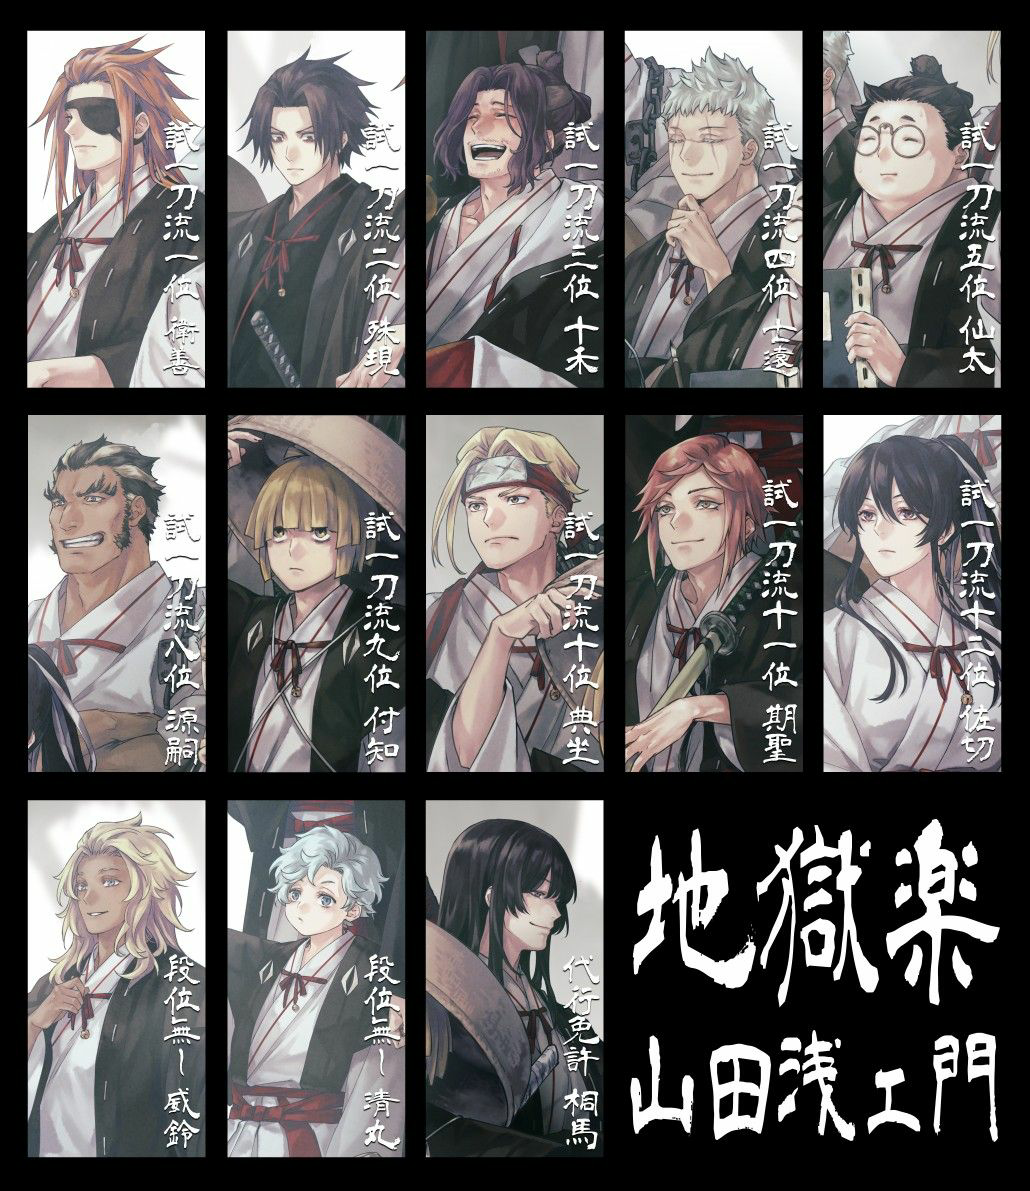 試一刀流一位 衛善
試一刀流二位 殊現
試一刀流三位 十禾
試一刀流四位 士遠
試一刀流五位 仙太
試一刀流八位 源嗣
試一刀流九位 付知
試一刀流十位 典坐
試一刀流十一位 期聖
試一刀流十二位 佐切
段位無し 威鈴
段位無し 清丸
代行免許 桐馬
地獄楽
山田浅ェ門